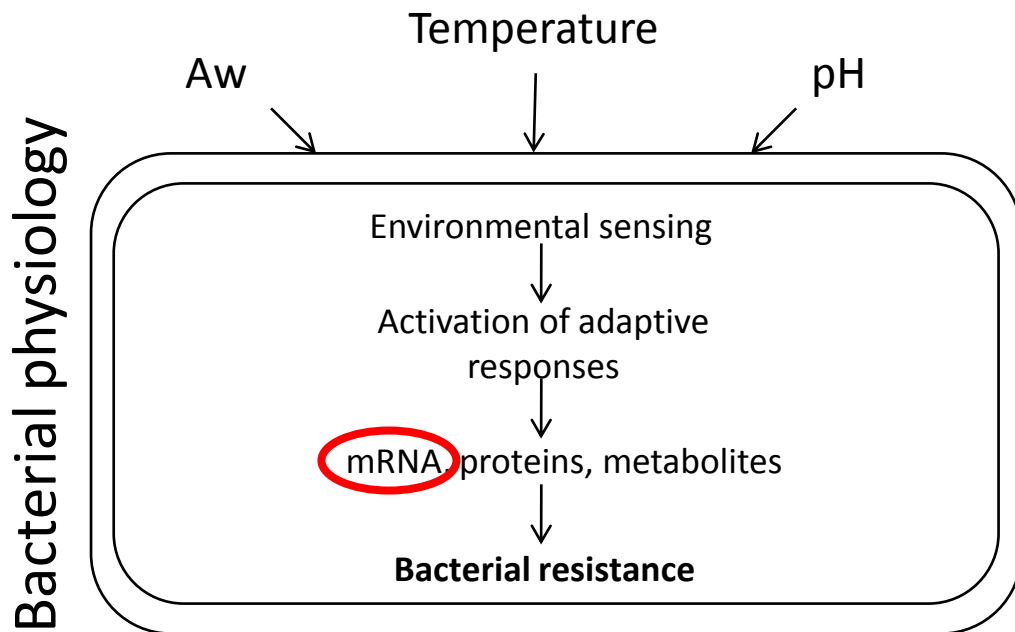 Temperature
Aw
pH
Bacterial physiology
Environmental sensing
Activation of adaptive
responses
mRNA, proteins, metabolites
Bacterial resistance